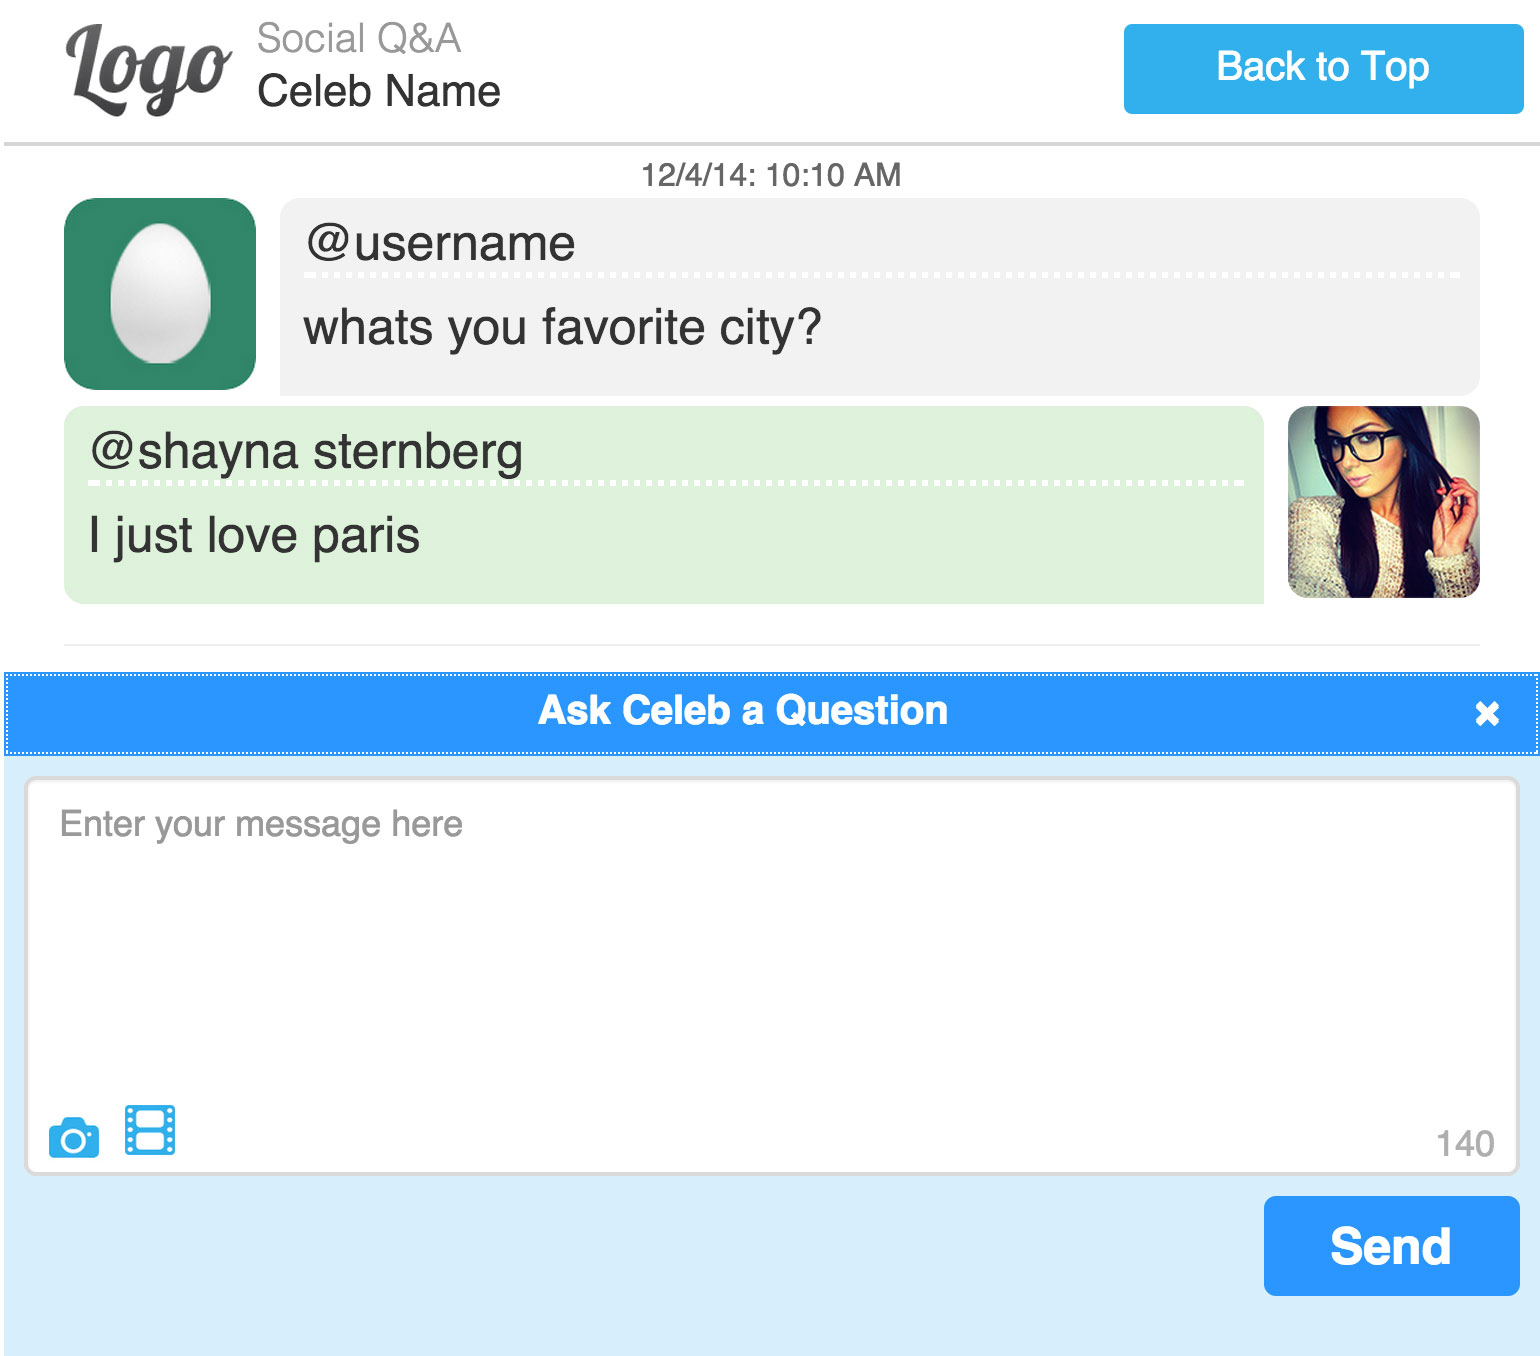 Logo
Social Q&A
Celeb Name
Back to Top
12/4/14: 10:10 AM
@username
whats you favorite city?
@shayna sternberg
I just love paris
Ask Celeb a Question
Enter your message here
140
Send